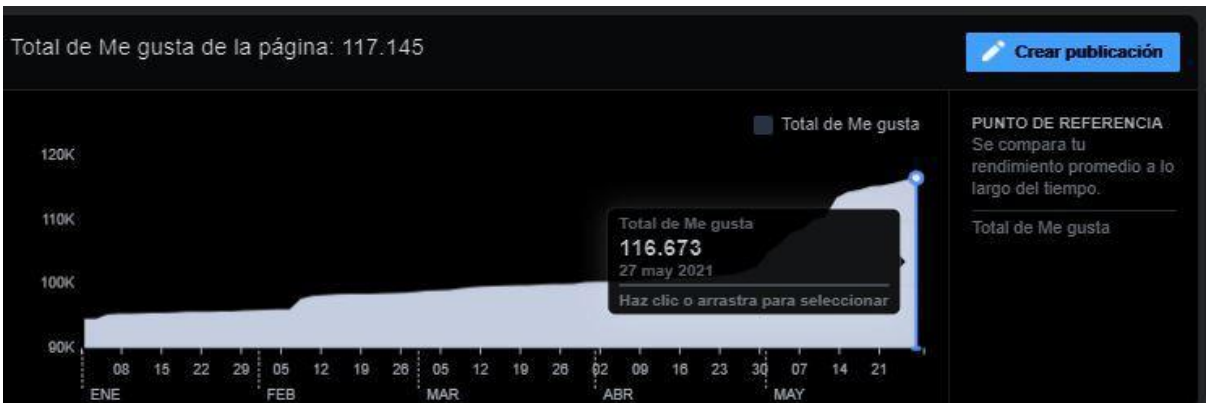 Total de Me gusta de la página: 117.145
Crear publicación
Total de Me gusta
PUNTO DE REFERENCIA
Se compara tu
rendimiento promedio a lo
largo del tiempo.
Total de Me gusta
120K
110K
100K
90K
Total de Me gusta
116.673
27 may 2021
Haz clic o arrastra para seleccionar
08 15 22 29 05 12 19 26 05 12 19 26 02 09 16 23 30 07 14 21
ENE FEB MAR ABR MAY